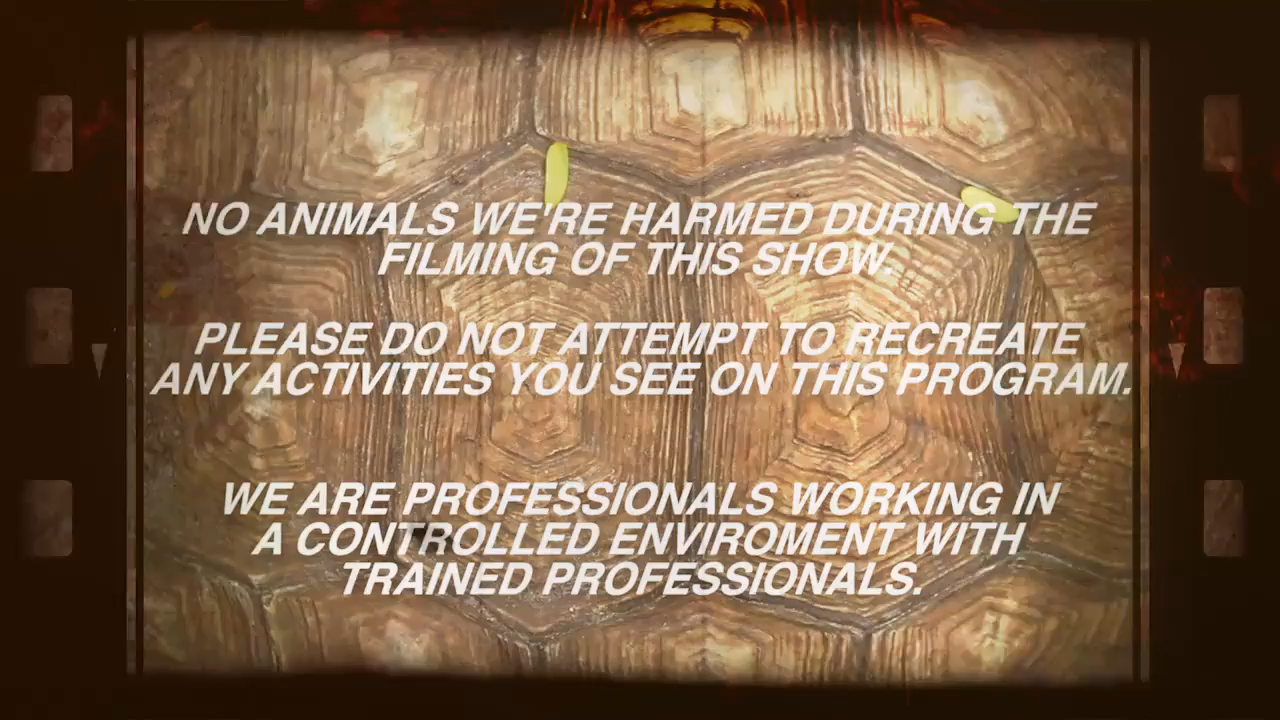 NO ANIMALS WE'RE HARMED DURING THE
FILMING OF THIS SHOW.
PLEASE DO NOT ATTEMPT TO RECREATE
ANY ACTIVITIES YOU SEE ON THIS PROGRAM.
WE ARE PROFESSIONALS WORKING IN
A CONTROLLED ENVIROMENT WITH
TRAINED PROFESSIONALS.